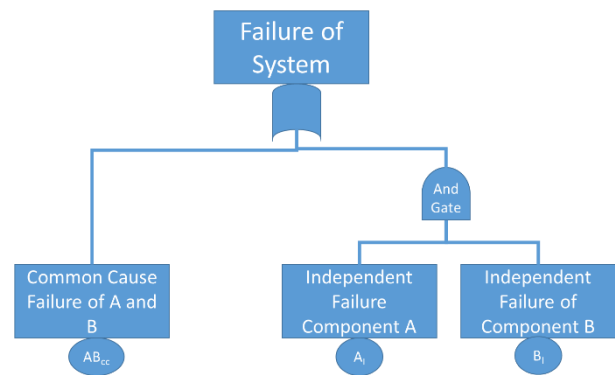 Failure of
System
And
Gate
Common Cause
Failure of A and
B
Independent
Failure
Component A
Independent
Failure of
Component B
ABcc
AI
BI